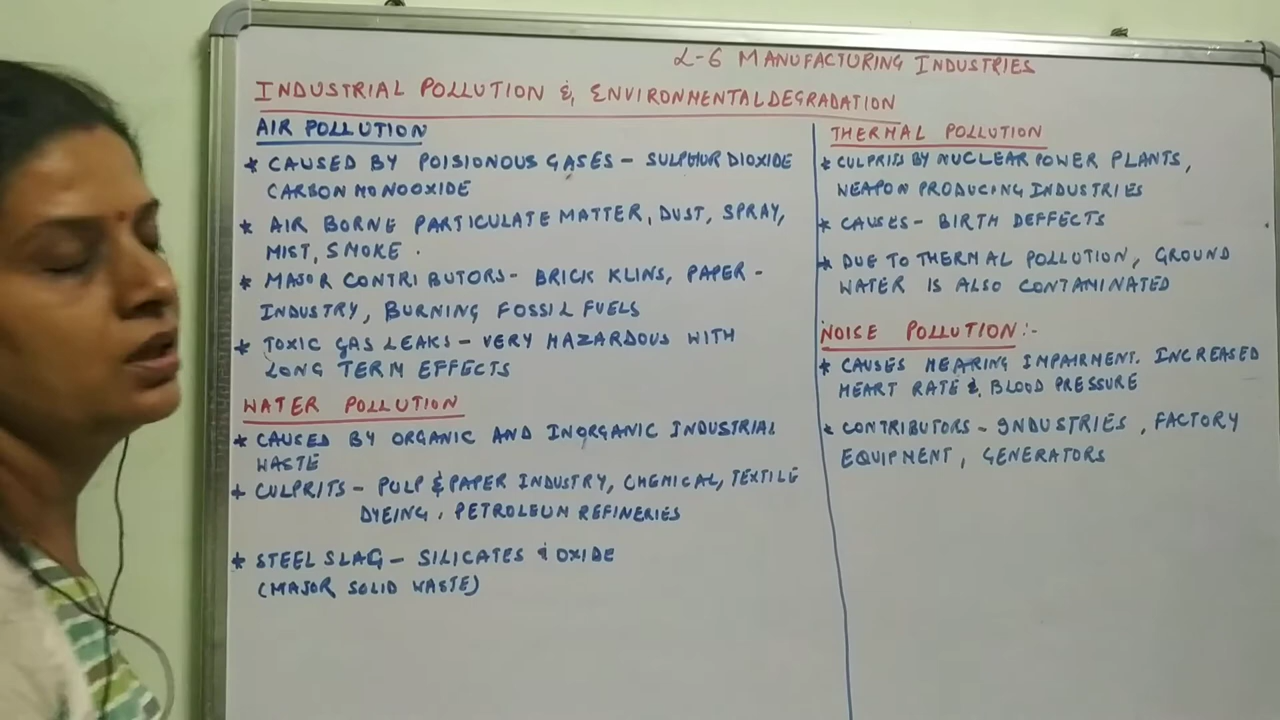 L-6 MANUFACTURING INDUSTRIES
INDUSTRIAL POLLUTION & ENVIRONMENTAL DEGRADATION
AIR POLLUTION
* CAUSED BY POISIONOUS GASES - SULPHUR DIOXIDE
CARBON MONOOXIDE
* AIR BORNE PARTICULATE MATTER, DUST, SPRAY,
MIST, SMOKE.
* MAJOR CONTRIBUTORS - BRICK KLINS, PAPER -
INDUSTRY, BURNING FOSSIL FUELS
* TOXIC GAS LEAKS - VERY HAZARDOUS WITH
LONG TERM EFFECTS
WATER POLLUTION
* CAUSED BY ORGANIC AND INORGANIC INDUSTRIAL
WASTE
* CULPRITS - PULP & PAPER INDUSTRY, CHEMICAL, TEXTILE
DYEING, PETROLEUM REFINERIES
* STEEL SLAG - SILICATES & OXIDE
(MAJOR SOLID WASTE)
THERMAL POLLUTION
* CULPRITS BY NUCLEAR POWER PLANTS,
WEAPON PRODUCING INDUSTRIES
* CAUSES - BIRTH DEFFECTS
* DUE TO THERMAL POLLUTION, GROUND
WATER IS ALSO CONTAMINATED
NOISE POLLUTION :-
* CAUSES HEARING IMPAIRMENT. INCREASED
HEART RATE & BLOOD PRESSURE
* CONTRIBUTORS - INDUSTRIES, FACTORY
EQUIPMENT, GENERATORS